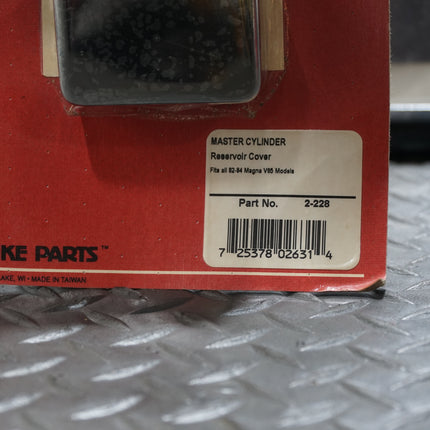 MASTER CYLINDER
Reservoir Cover
Fits all 82-84 Magna V65 Models
Part No. 2-228
7 25378 02631 4
KE PARTS™
LAKE, WI - MADE IN TAIWAN